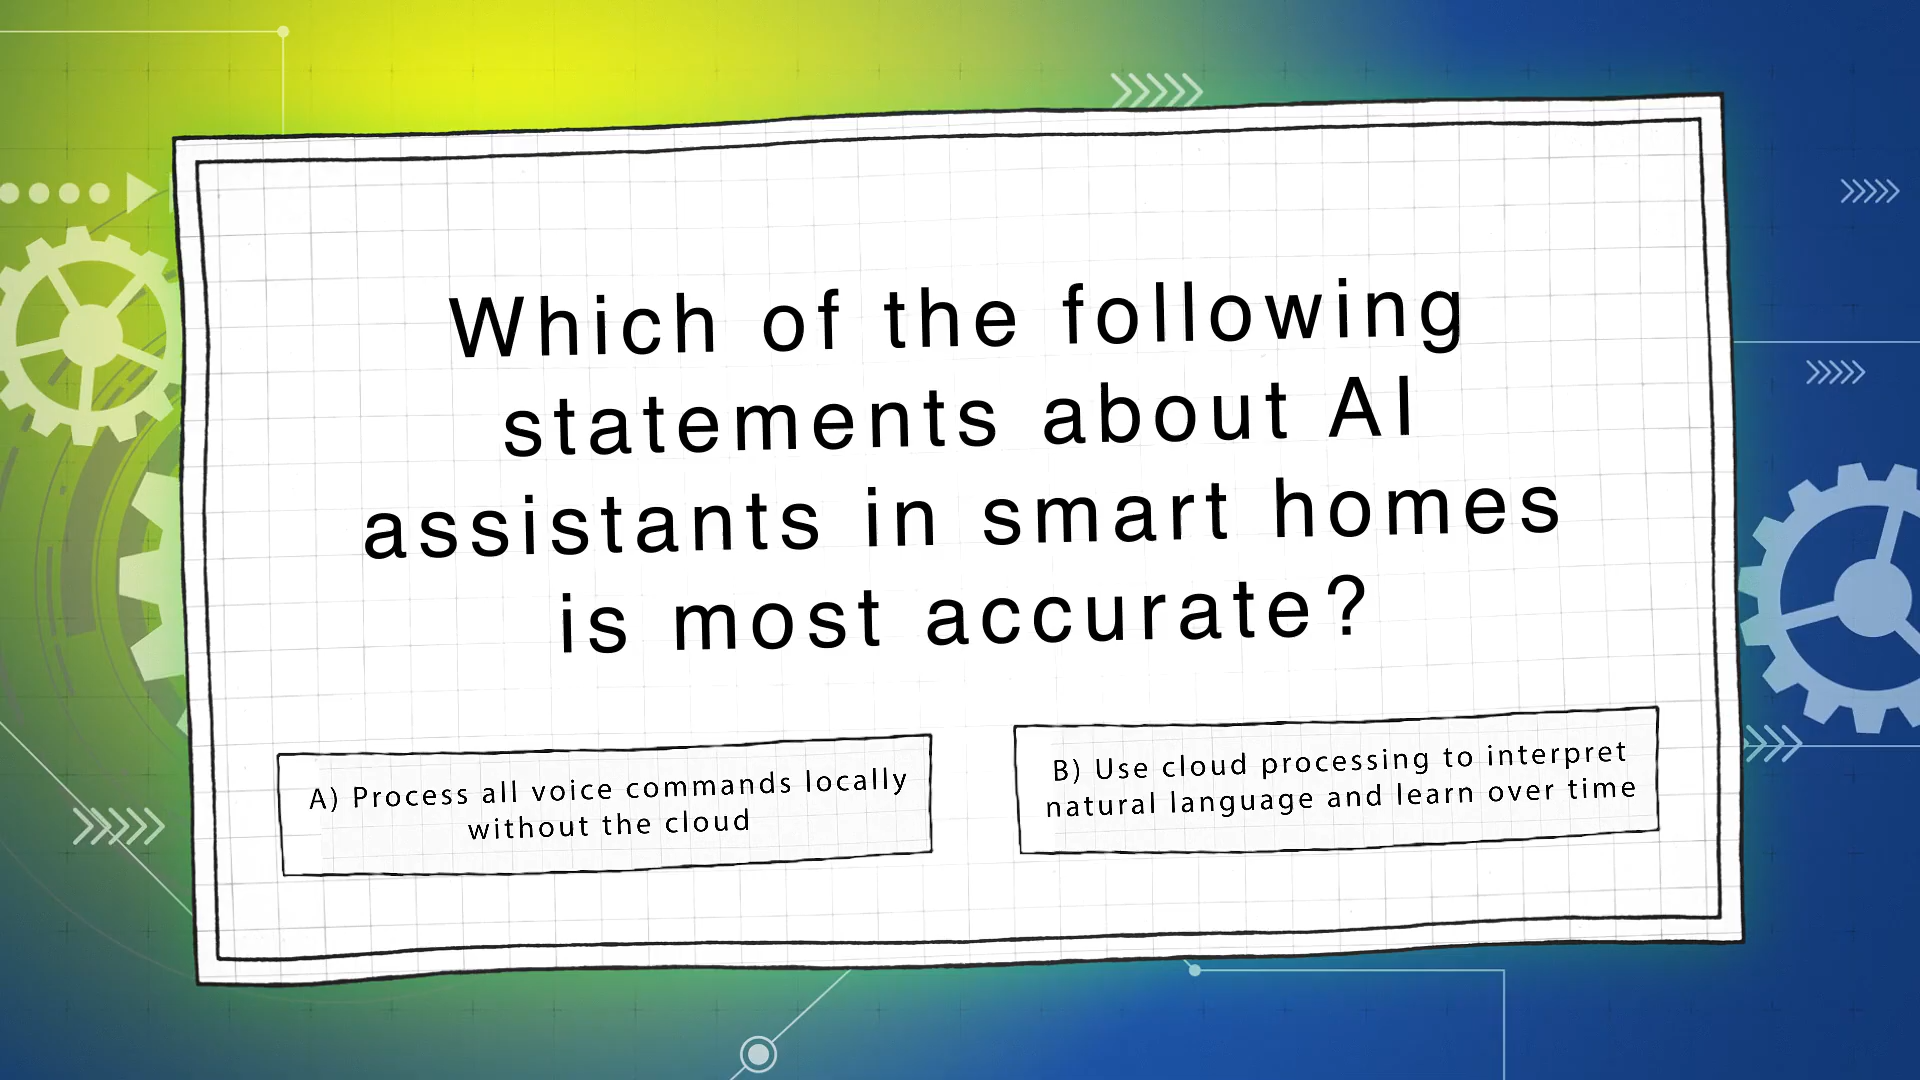 Which of the following
statements about AI
assistants in smart homes
is most accurate?
A) Process all voice commands locally
without the cloud
B) Use cloud processing to interpret
natural language and learn over time